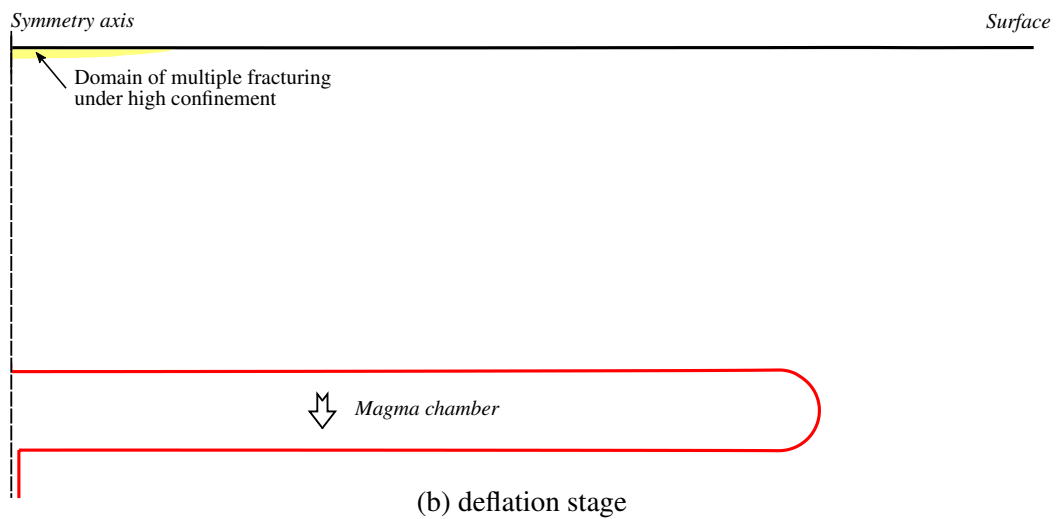 Symmetry axis
Surface
Domain of multiple fracturing
under high confinement
Magma chamber
(b) deflation stage